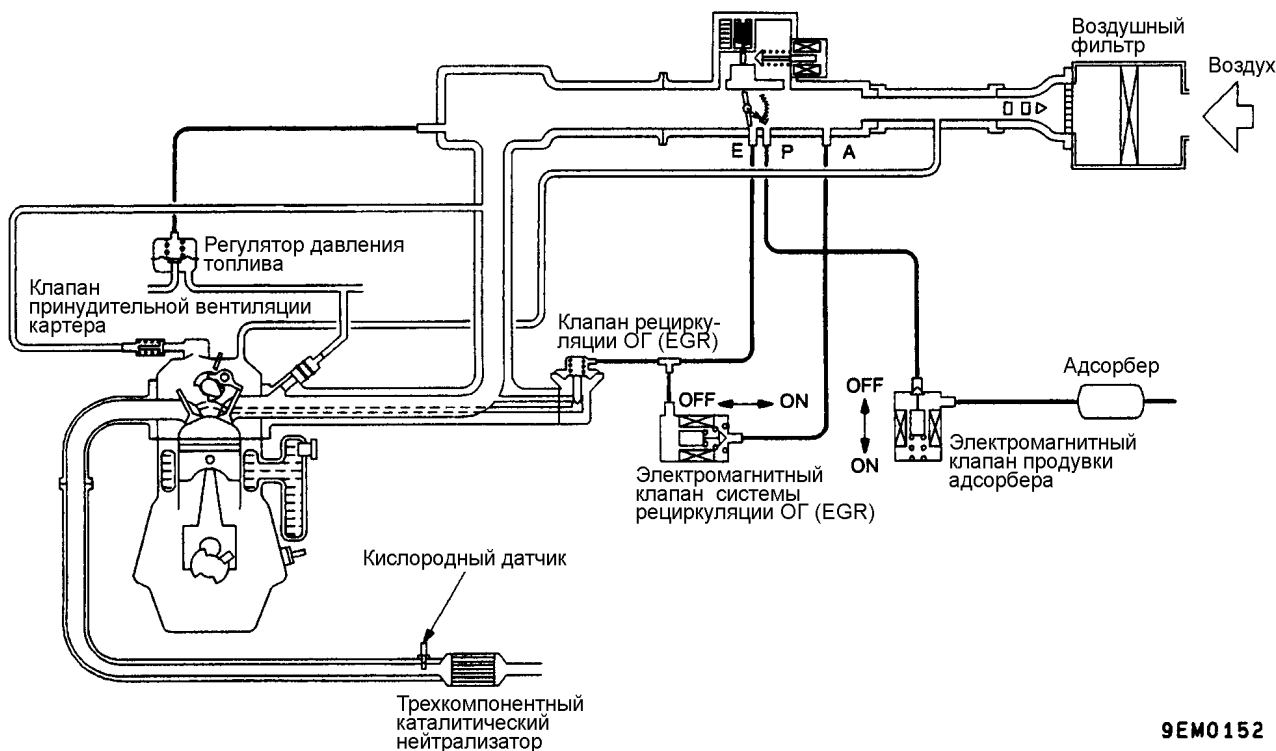 Воздушный
фильтр
Воздух
E P A
Регулятор давления
топлива
Клапан
принудительной вентиляции
картера
Клапан рецирку-
ляции ОГ (EGR)
OFF ON
Электромагнитный
клапан системы
рециркуляции ОГ (EGR)
OFF
ON
Адсорбер
Электромагнитный
клапан продувки
адсорбера
Кислородный датчик
Трехкомпонентный
каталитический
нейтрализатор
9EM0152